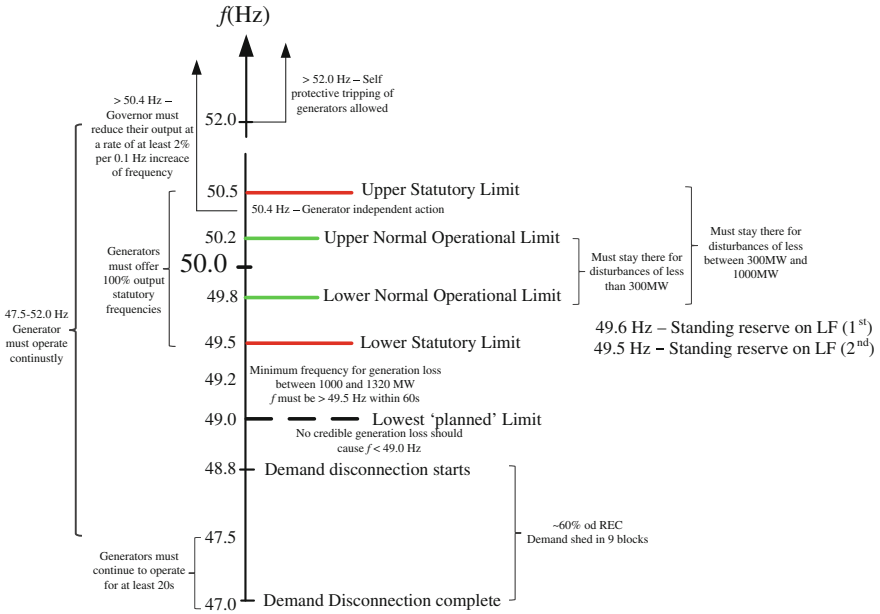 f(Hz)
> 52.0 Hz – Self
protective tripping of
generators allowed
> 50.4 Hz –
Governor must
reduce their output at
a rate of at least 2%
per 0.1 Hz increace
of frequency
52.0
50.5
Upper Statutory Limit
50.4 Hz – Generator independent action
50.2
Upper Normal Operational Limit
50.0
49.8
Lower Normal Operational Limit
49.5
Lower Statutory Limit
Generators
must offer
100% output
statutory
frequencies
Must stay there for
disturbances of less
than 300MW
Must stay there for
disturbances of less
between 300MW and
1000MW
47.5-52.0 Hz
Generator
must operate
continustly
49.6 Hz – Standing reserve on LF (1st)
49.5 Hz – Standing reserve on LF (2nd)
49.2
Minimum frequency for generation loss
between 1000 and 1320 MW
f must be > 49.5 Hz within 60s
49.0
Lowest ‘planned’ Limit
No credible generation loss should
cause f < 49.0 Hz
48.8
Demand disconnection starts
~60% od REC
Demand shed in 9 blocks
47.5
Generators must
continue to operate
for at least 20s
47.0
Demand Disconnection complete